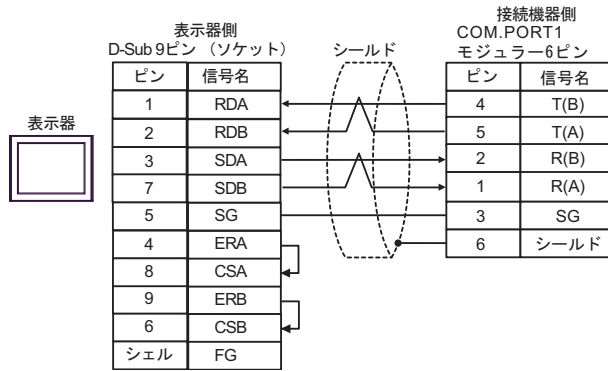 表示器側
D-Sub 9ピン （ソケット）
シールド
接続機器側
COM.PORT1
モジュラー6ピン
表示器
ピン 信号名
1 RDA
2 RDB
3 SDA
7 SDB
5 SG
4 ERA
8 CSA
9 ERB
6 CSB
シェル FG
ピン 信号名
4 T(B)
5 T(A)
2 R(B)
1 R(A)
3 SG
6 シールド